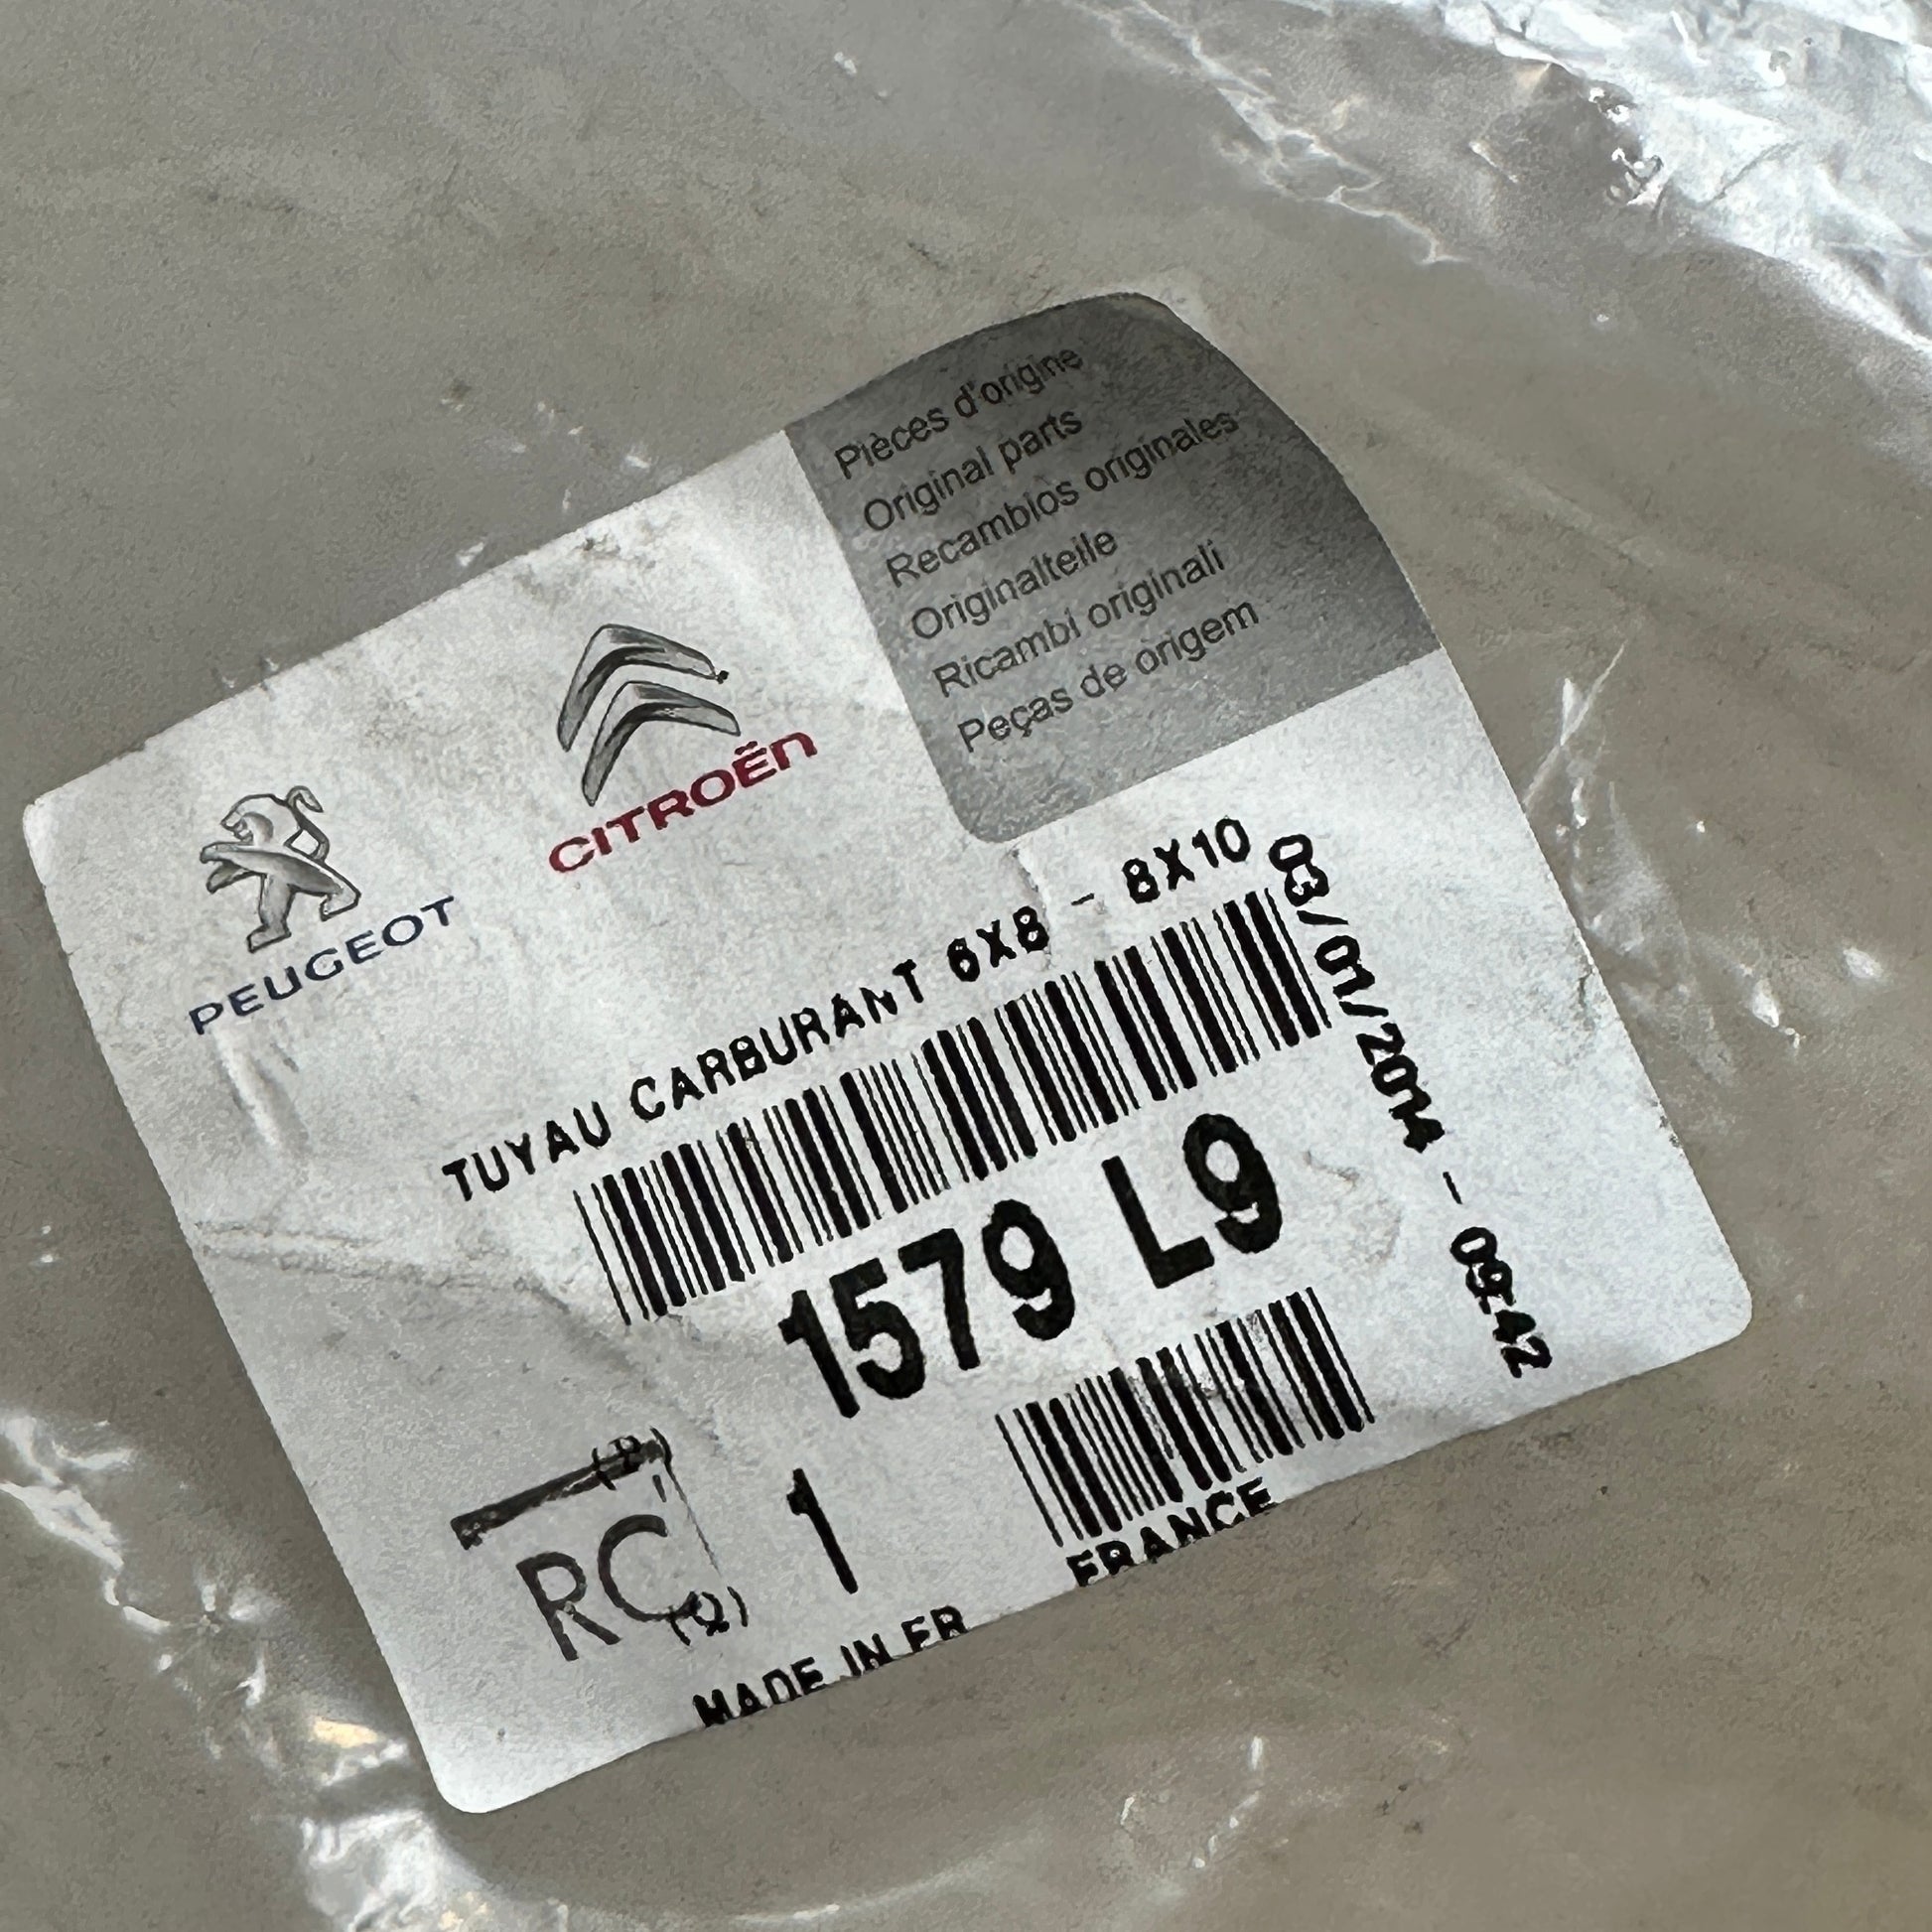 Pièces d'origine
Original parts
Recambios originales
Originalteile
Ricambi originali
Peças de origem
PEUGEOT
CITROËN
TUYAU CARBURANT 6X8 - 8X10
03/01/2014 - 09:42
1579 L9
(P)
RC
(Q)
1
FRANCE
MADE IN FR